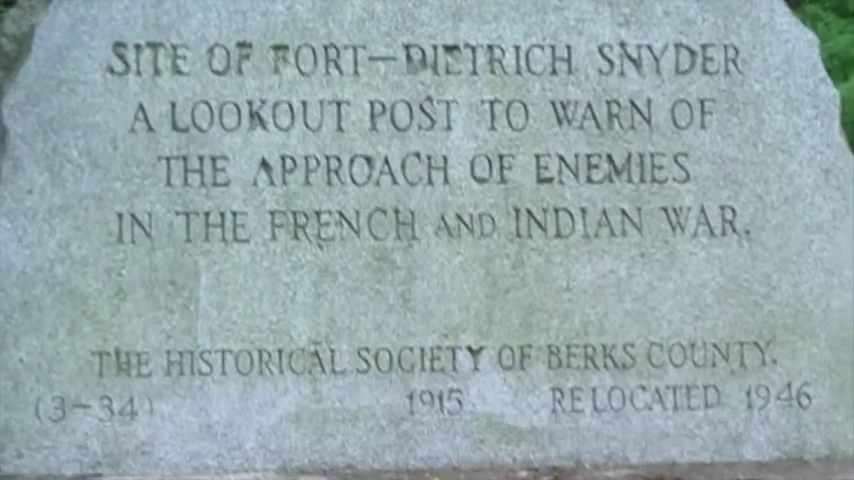 SITE OF FORT-DIETRICH SNYDER
A LOOKOUT POST TO WARN OF
THE APPROACH OF ENEMIES
IN THE FRENCH AND INDIAN WAR.
THE HISTORICAL SOCIETY OF BERKS COUNTY.
(3-34) 1915 RELOCATED 1946